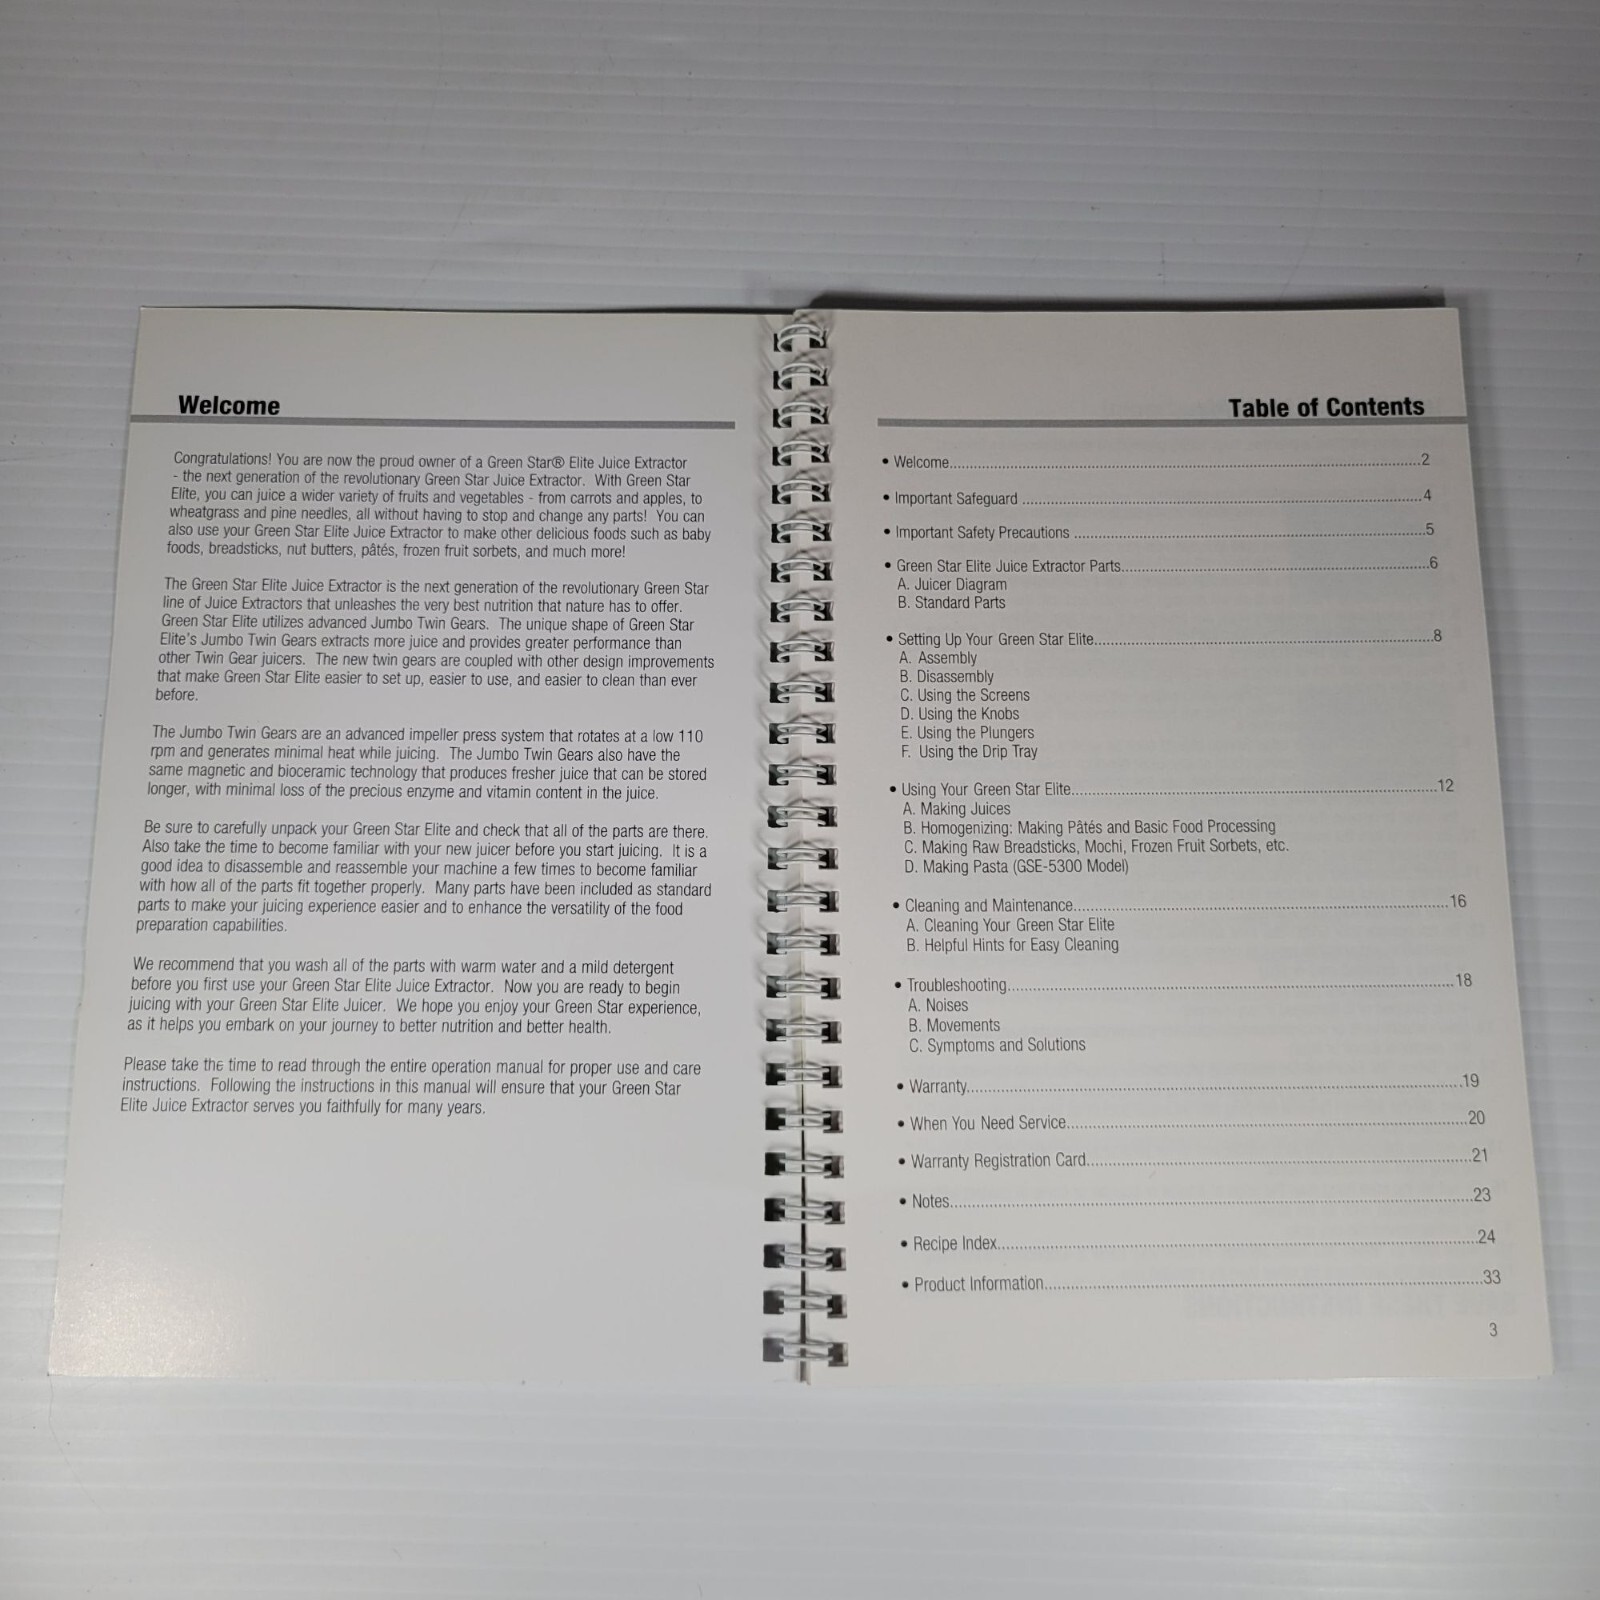 Welcome
Congratulations! You are now the proud owner of a Green Star® Elite Juice Extractor
- the next generation of the revolutionary Green Star Juice Extractor. With Green Star
Elite, you can juice a wider variety of fruits and vegetables - from carrots and apples, to
wheatgrass and pine needles, all without having to stop and change any parts! You can
also use your Green Star Elite Juice Extractor to make other delicious foods such as baby
foods, breadsticks, nut butters, pâtés, frozen fruit sorbets, and much more!
The Green Star Elite Juice Extractor is the next generation of the revolutionary Green Star
line of Juice Extractors that unleashes the very best nutrition that nature has to offer.
Green Star Elite utilizes advanced Jumbo Twin Gears. The unique shape of Green Star
Elite's Jumbo Twin Gears extracts more juice and provides greater performance than
other Twin Gear juicers. The new twin gears are coupled with other design improvements
that make Green Star Elite easier to set up, easier to use, and easier to clean than ever
before.
The Jumbo Twin Gears are an advanced impeller press system that rotates at a low 110
rpm and generates minimal heat while juicing. The Jumbo Twin Gears also have the
same magnetic and bioceramic technology that produces fresher juice that can be stored
longer, with minimal loss of the precious enzyme and vitamin content in the juice.
Be sure to carefully unpack your Green Star Elite and check that all of the parts are there.
Also take the time to become familiar with your new juicer before you start juicing. It is a
good idea to disassemble and reassemble your machine a few times to become familiar
with how all of the parts fit together properly. Many parts have been included as standard
parts to make your juicing experience easier and to enhance the versatility of the food
preparation capabilities.
We recommend that you wash all of the parts with warm water and a mild detergent
before you first use your Green Star Elite Juice Extractor. Now you are ready to begin
juicing with your Green Star Elite Juicer. We hope you enjoy your Green Star experience,
as it helps you embark on your journey to better nutrition and better health.
Please take the time to read through the entire operation manual for proper use and care
instructions. Following the instructions in this manual will ensure that your Green Star
Elite Juice Extractor serves you faithfully for many years.
Table of Contents
• Welcome...............2
• Important Safeguard ...............4
• Important Safety Precautions ...............5
• Green Star Elite Juice Extractor Parts...............6
A. Juicer Diagram
B. Standard Parts
• Setting Up Your Green Star Elite...............8
A. Assembly
B. Disassembly
C. Using the Screens
D. Using the Knobs
E. Using the Plungers
F. Using the Drip Tray
• Using Your Green Star Elite...............12
A. Making Juices
B. Homogenizing: Making Pâtés and Basic Food Processing
C. Making Raw Breadsticks, Mochi, Frozen Fruit Sorbets, etc.
D. Making Pasta (GSE-5300 Model)
• Cleaning and Maintenance...............16
A. Cleaning Your Green Star Elite
B. Helpful Hints for Easy Cleaning
• Troubleshooting...............18
A. Noises
B. Movements
C. Symptoms and Solutions
• Warranty...............19
• When You Need Service...............20
• Warranty Registration Card...............21
• Notes...............23
• Recipe Index...............24
• Product Information...............33
3